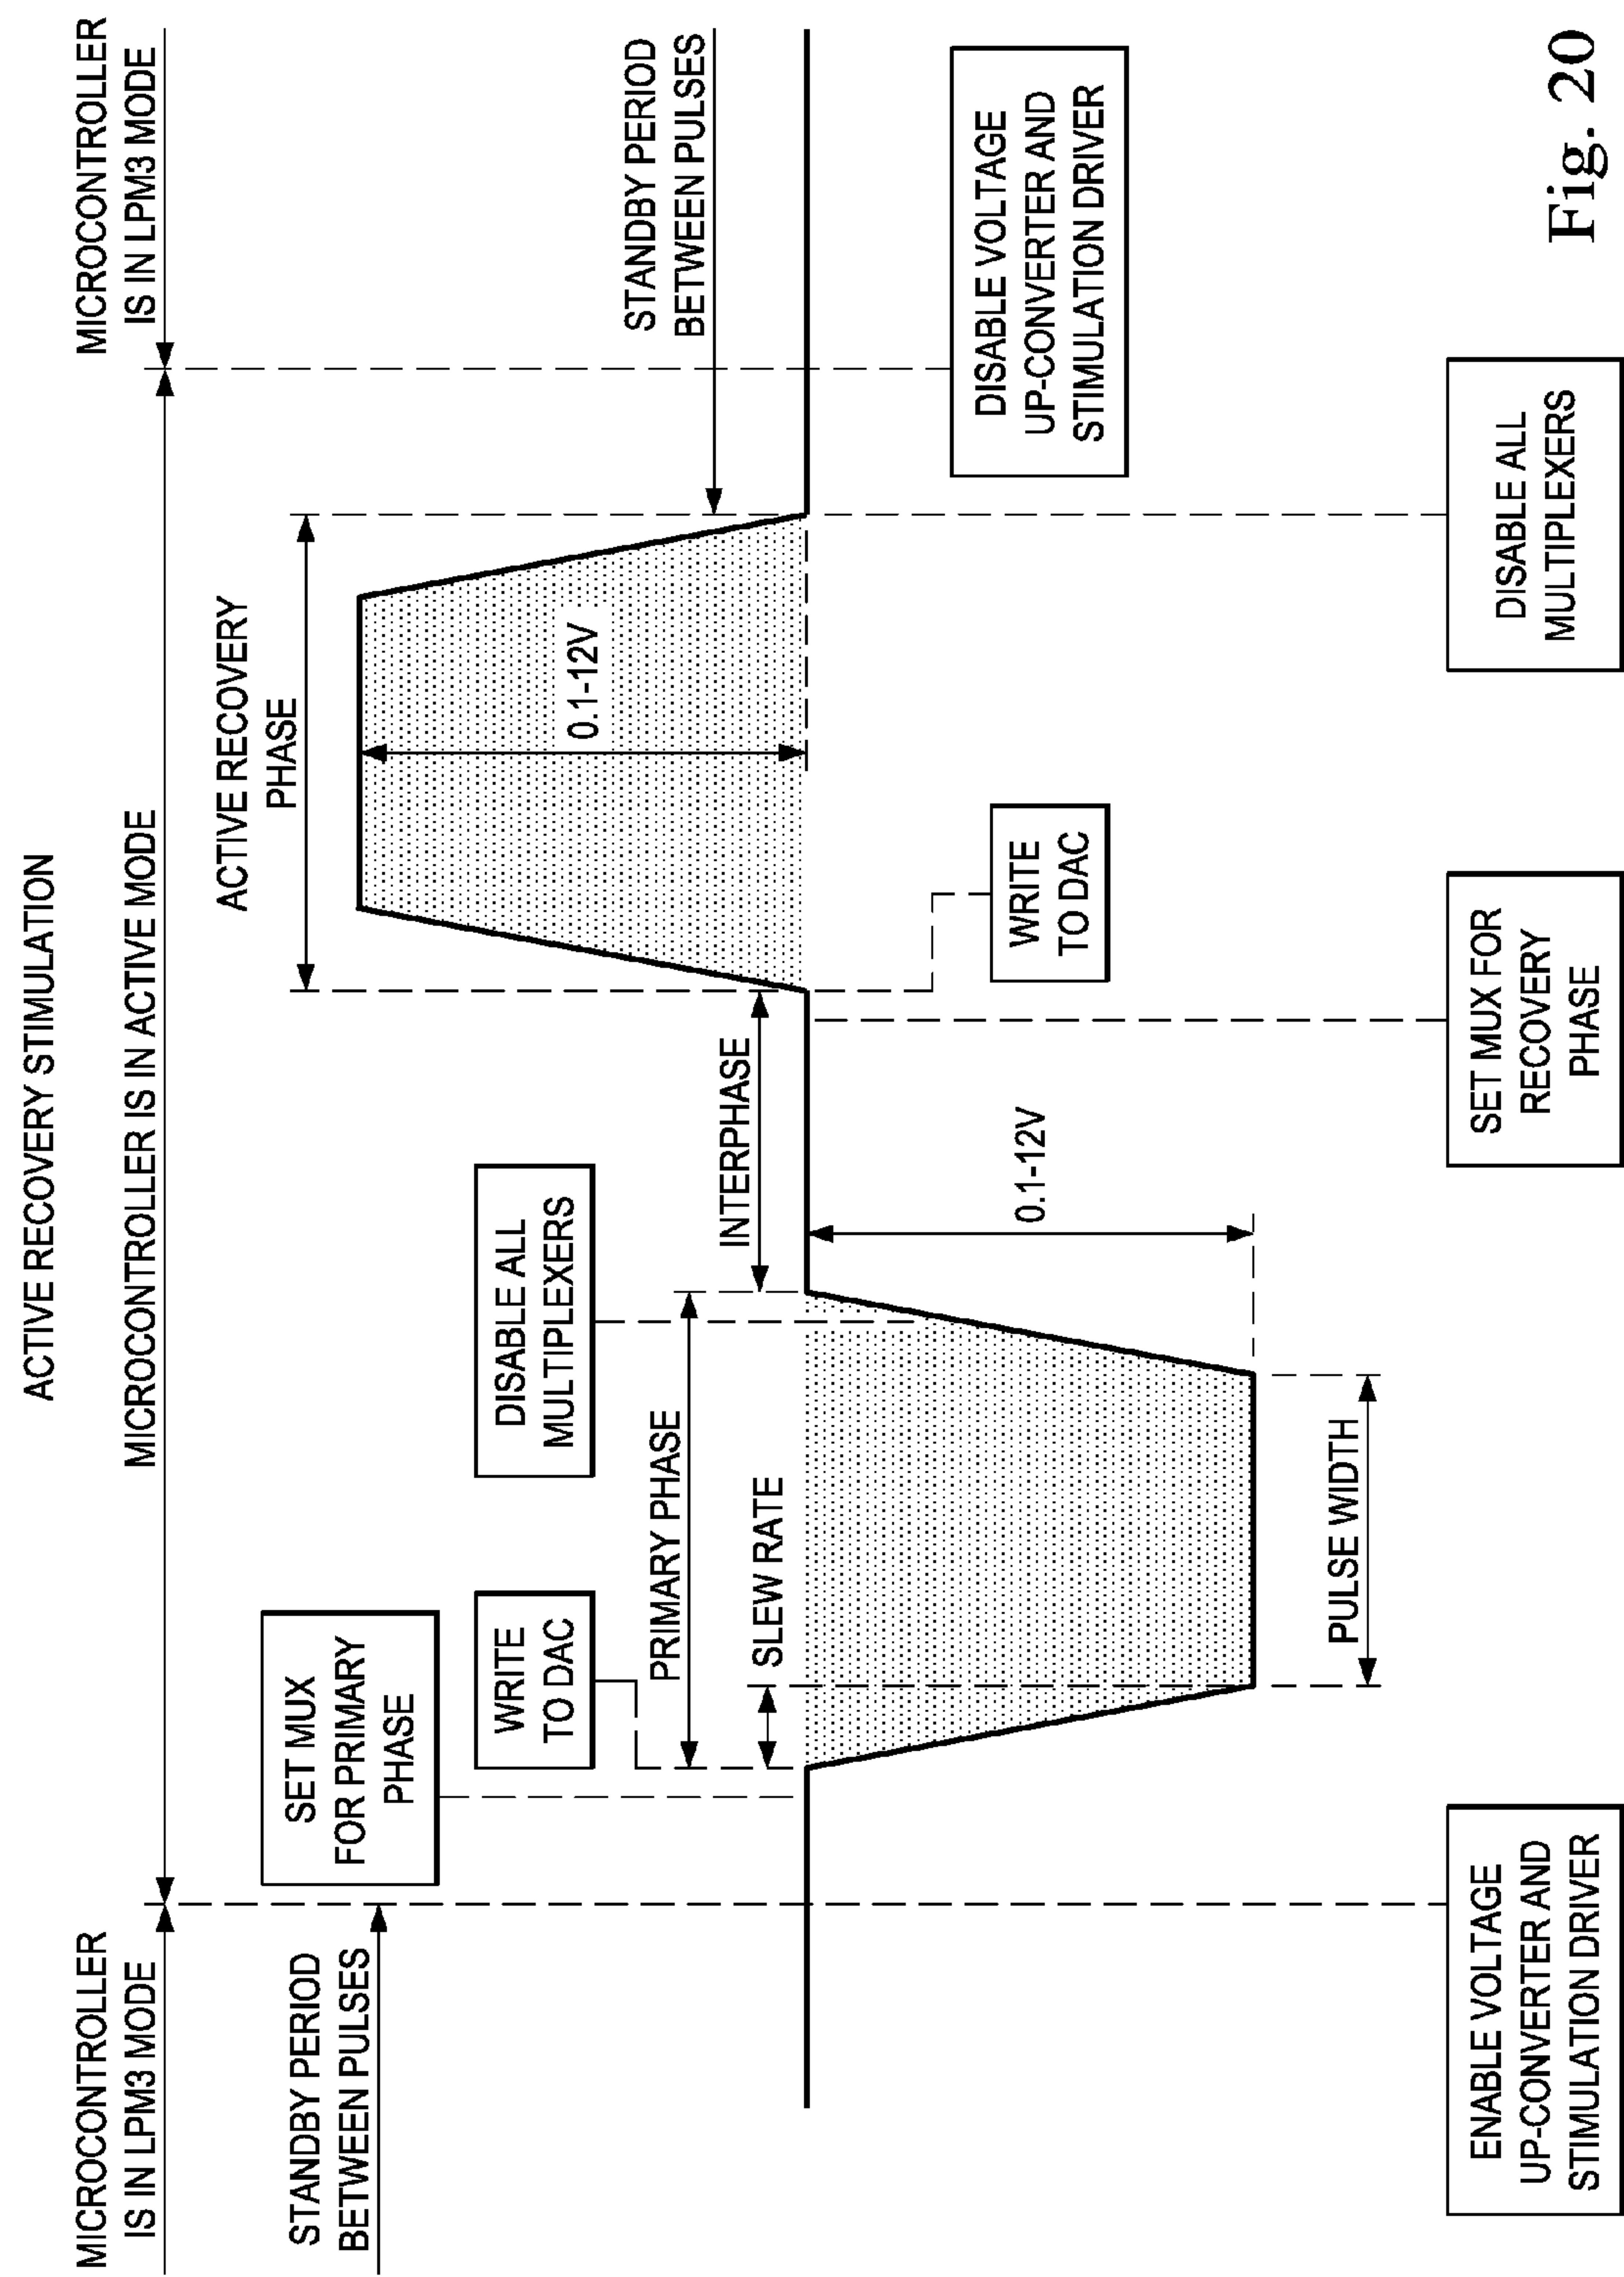 ACTIVE RECOVERY STIMULATION
MICROCONTROLLER
IS IN LPM3 MODE
MICROCONTROLLER IS IN ACTIVE MODE
MICROCONTROLLER
IS IN LPM3 MODE
STANDBY PERIOD
BETWEEN PULSES
SET MUX
FOR PRIMARY
PHASE
WRITE
TO DAC
DISABLE ALL
MULTIPLEXERS
PRIMARY PHASE
SLEW RATE
INTERPHASE
ACTIVE RECOVERY
PHASE
0.1-12V
STANDBY PERIOD
BETWEEN PULSES
0.1-12V
PULSE WIDTH
WRITE
TO DAC
DISABLE VOLTAGE
UP-CONVERTER AND
STIMULATION DRIVER
ENABLE VOLTAGE
UP-CONVERTER AND
STIMULATION DRIVER
SET MUX FOR
RECOVERY
PHASE
DISABLE ALL
MULTIPLEXERS
Fig. 20